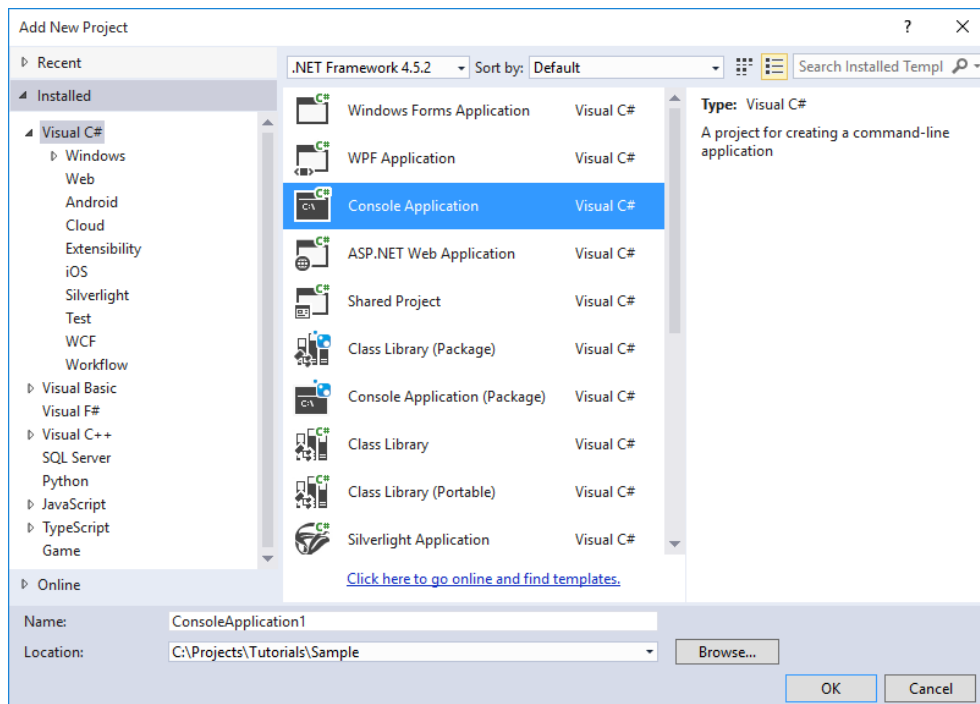 Add New Project
?
Recent
Installed
Visual C#
Windows
Web
Android
Cloud
Extensibility
iOS
Silverlight
Test
WCF
Workflow
Visual Basic
Visual F#
Visual C++
SQL Server
Python
JavaScript
TypeScript
Game
Online
.NET Framework 4.5.2 Sort by: Default
Search Installed Templ
C# Windows Forms Application Visual C#
C# WPF Application Visual C#
C# C:\ Console Application Visual C#
C# ASP.NET Web Application Visual C#
C# Shared Project Visual C#
Class Library (Package) Visual C#
C:\ Console Application (Package) Visual C#
C# Class Library Visual C#
C# Class Library (Portable) Visual C#
C# Silverlight Application Visual C#
Click here to go online and find templates.
Type: Visual C#
A project for creating a command-line
application
Name: ConsoleApplication1
Location: C:\Projects\Tutorials\Sample Browse...
OK Cancel